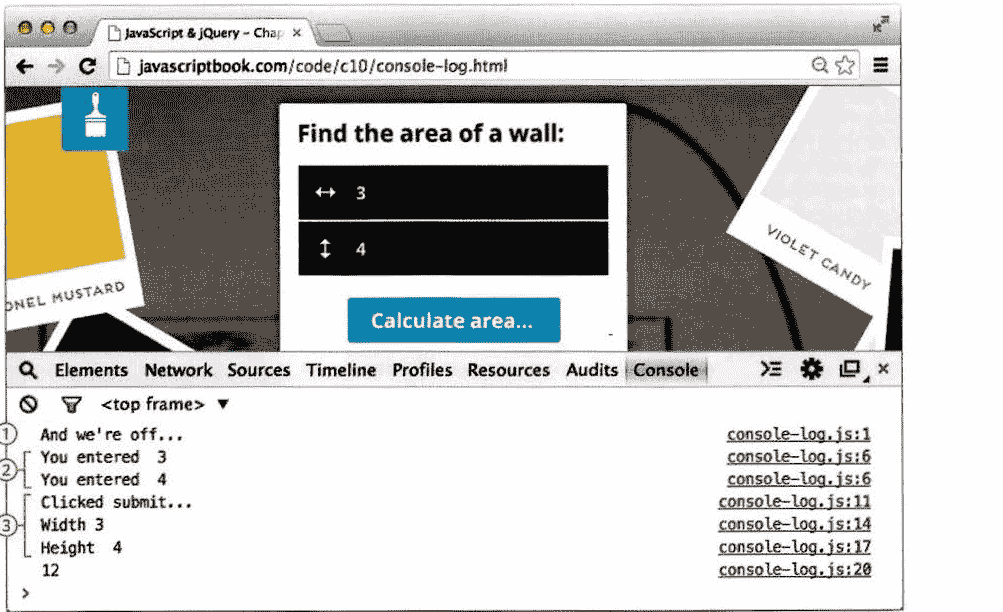 JavaScript & jQuery – Chap
javascriptbook.com/code/c10/console-log.html
Find the area of a wall:
3
4
Calculate area...
ONEL MUSTARD
VIOLET CANDY
Elements Network Sources Timeline Profiles Resources Audits Console
<top frame> ▼
1 And we're off... console-log.js:1
2 You entered 3 console-log.js:6
You entered 4 console-log.js:6
Clicked submit... console-log.js:11
3 Width 3 console-log.js:14
Height 4 console-log.js:17
12 console-log.js:20
>